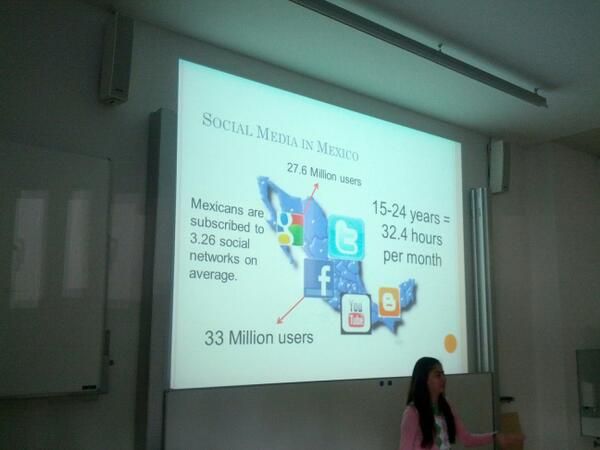 SOCIAL MEDIA IN MEXICO
27.6 Million users
Mexicans are
subscribed to
3.26 social
networks on
average.
15-24 years =
32.4 hours
per month
g
t
f
You
Tube
B
33 Million users